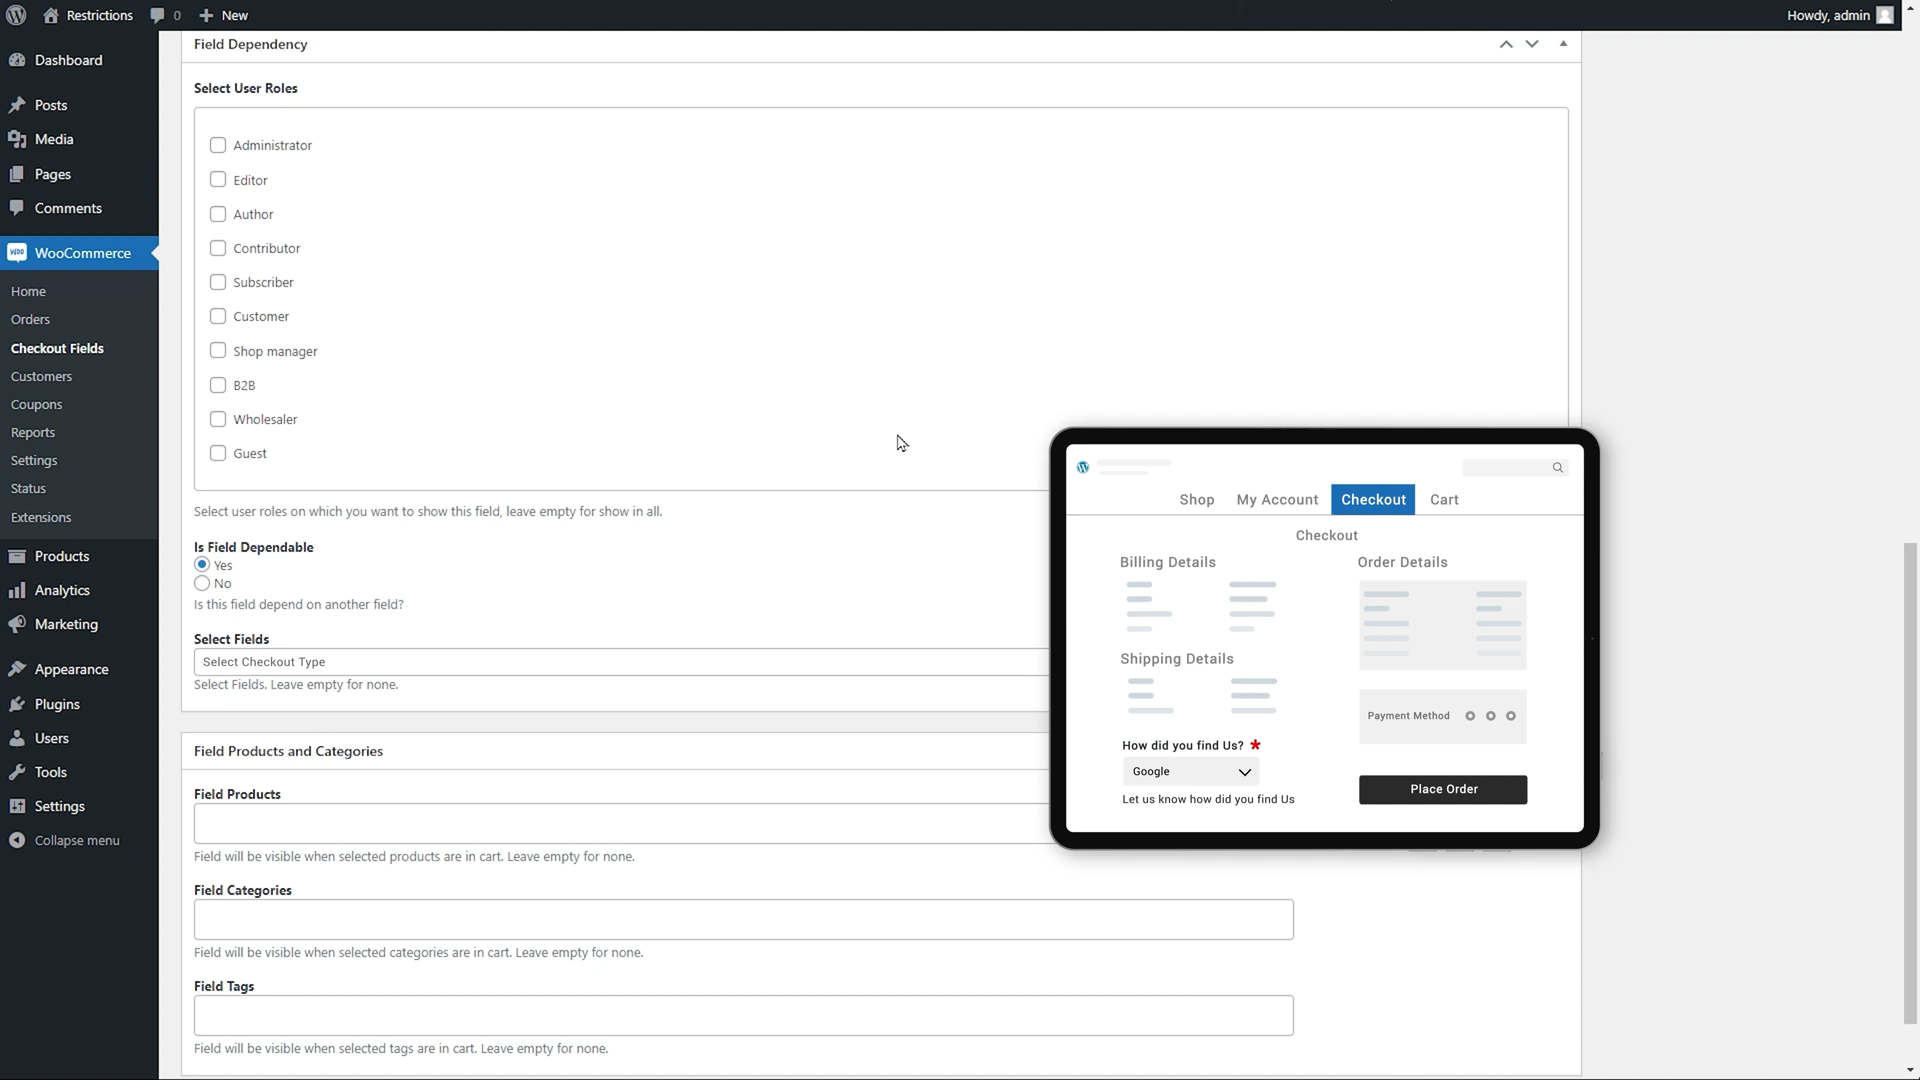 Restrictions
0
New
Howdy, admin
Dashboard
Posts
Media
Pages
Comments
WooCommerce
Home
Orders
Checkout Fields
Customers
Coupons
Reports
Settings
Status
Extensions
Products
Analytics
Marketing
Appearance
Plugins
Users
Tools
Settings
Collapse menu
Field Dependency
Select User Roles
Administrator
Editor
Author
Contributor
Subscriber
Customer
Shop manager
B2B
Wholesaler
Guest
Select user roles on which you want to show this field, leave empty for show in all.
Is Field Dependable
Yes
No
Is this field depend on another field?
Select Fields
Select Checkout Type
Select Fields. Leave empty for none.
Field Products and Categories
Field Products
Field will be visible when selected products are in cart. Leave empty for none.
Field Categories
Field will be visible when selected categories are in cart. Leave empty for none.
Field Tags
Field will be visible when selected tags are in cart. Leave empty for none.
Shop My Account Checkout Cart
Checkout
Billing Details
Order Details
Shipping Details
Payment Method
How did you find Us? *
Google
Let us know how did you find Us
Place Order